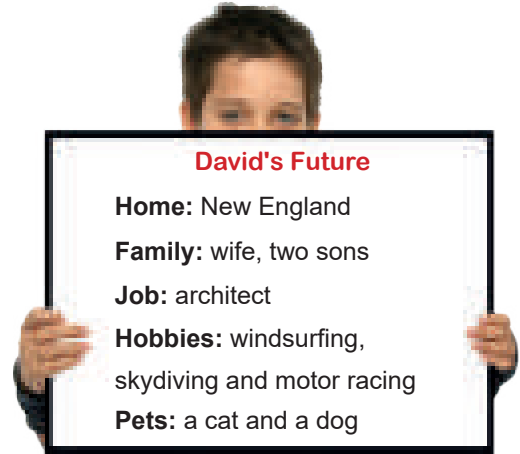 David's Future
Home: New England
Family: wife, two sons
Job: architect
Hobbies: windsurfing,
skydiving and motor racing
Pets: a cat and a dog